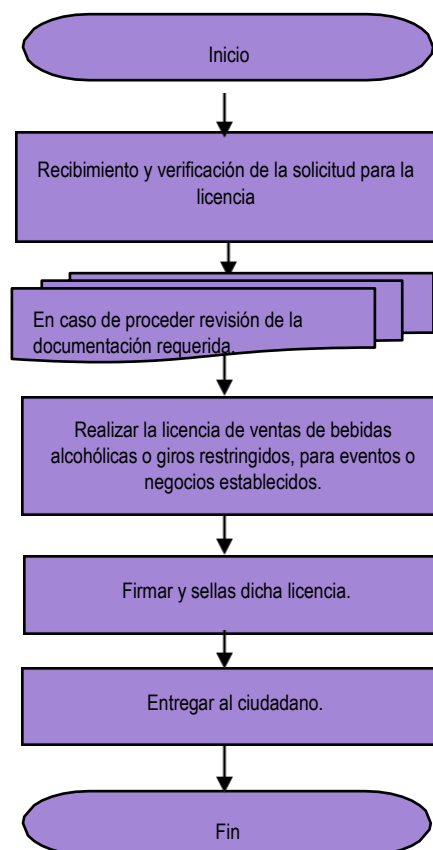 Inicio
Recibimiento y verificación de la solicitud para la
licencia
En caso de proceder revisión de la
documentación requerida.
Realizar la licencia de ventas de bebidas
alcohólicas o giros restringidos, para eventos o
negocios establecidos.
Firmar y sellas dicha licencia.
Entregar al ciudadano.
Fin